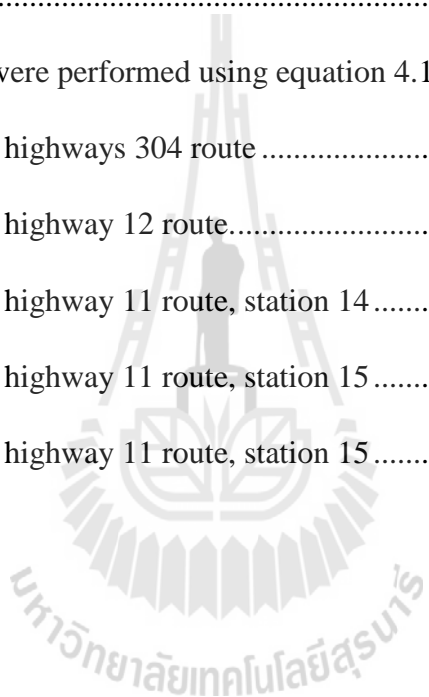 ................................................
were performed using equation 4.1
highways 304 route ....................
highway 12 route.........................
highway 11 route, station 14 .......
highway 11 route, station 15 .......
highway 11 route, station 15 .......
มหาวิทยาลัยเทคโนโลยีสุรนารี